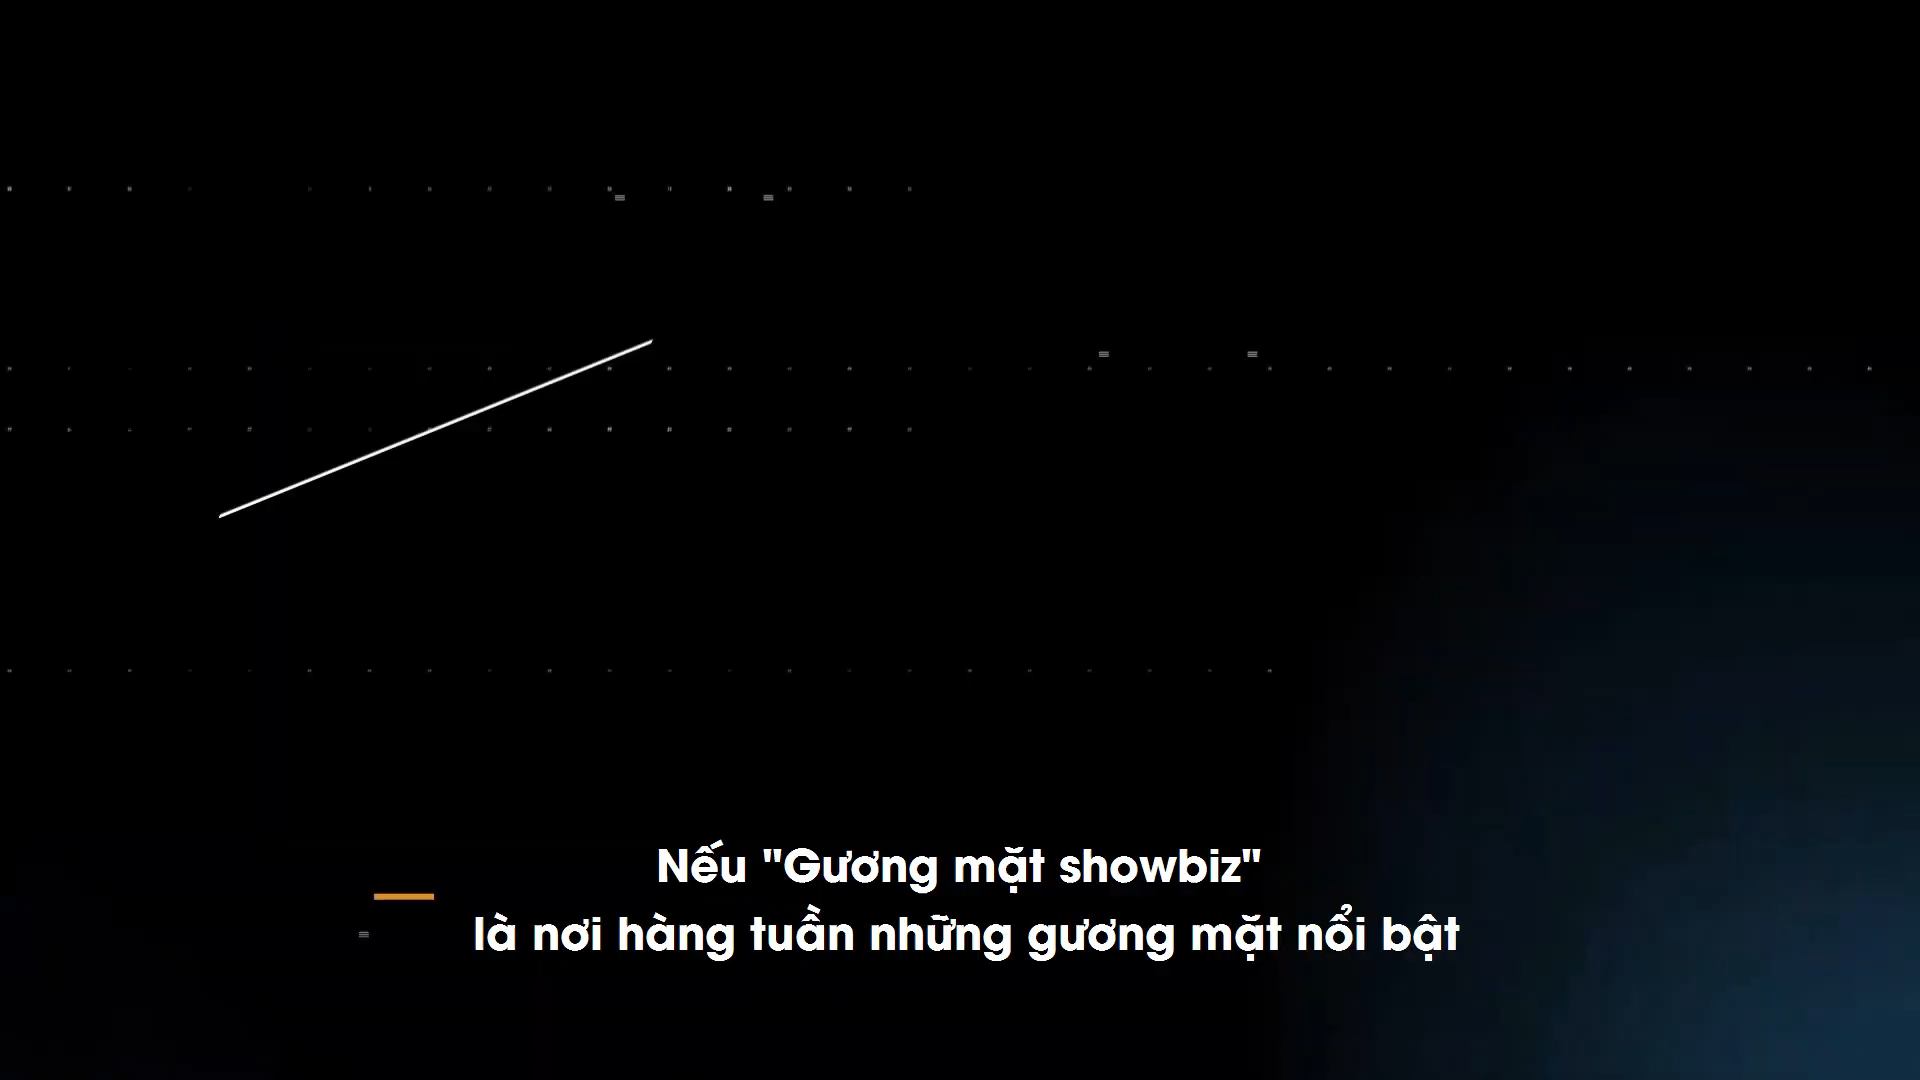 Nếu "Gương mặt showbiz"
là nơi hàng tuần những gương mặt nổi bật